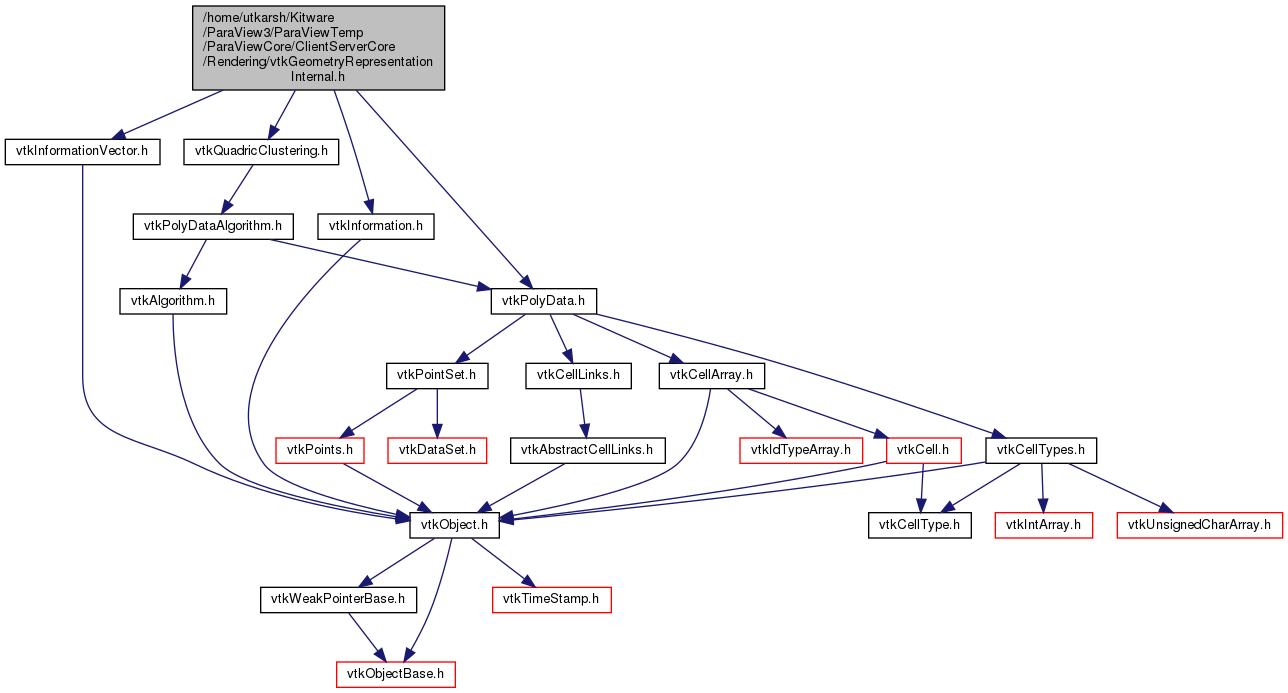 /home/utkarsh/Kitware
/ParaView3/ParaViewTemp
/ParaViewCore/ClientServerCore
/Rendering/vtkGeometryRepresentation
Internal.h
vtkInformationVector.h
vtkQuadricClustering.h
vtkPolyDataAlgorithm.h
vtkInformation.h
vtkAlgorithm.h
vtkPolyData.h
vtkPointSet.h
vtkCellLinks.h
vtkCellArray.h
vtkPoints.h
vtkDataSet.h
vtkAbstractCellLinks.h
vtkIdTypeArray.h
vtkCell.h
vtkCellTypes.h
vtkObject.h
vtkCellType.h
vtkIntArray.h
vtkUnsignedCharArray.h
vtkWeakPointerBase.h
vtkTimeStamp.h
vtkObjectBase.h